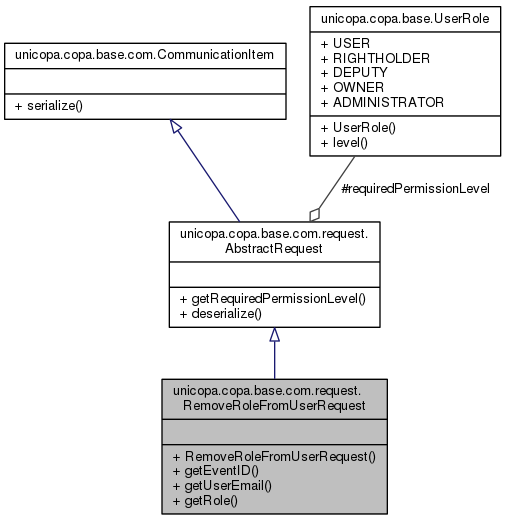 unicopa.copa.base.UserRole
+ USER
+ RIGHTHOLDER
+ DEPUTY
+ OWNER
+ ADMINISTRATOR
+ UserRole()
+ level()
unicopa.copa.base.com.CommunicationItem
+ serialize()
#requiredPermissionLevel
unicopa.copa.base.com.request.
AbstractRequest
+ getRequiredPermissionLevel()
+ deserialize()
unicopa.copa.base.com.request.
RemoveRoleFromUserRequest
+ RemoveRoleFromUserRequest()
+ getEventID()
+ getUserEmail()
+ getRole()